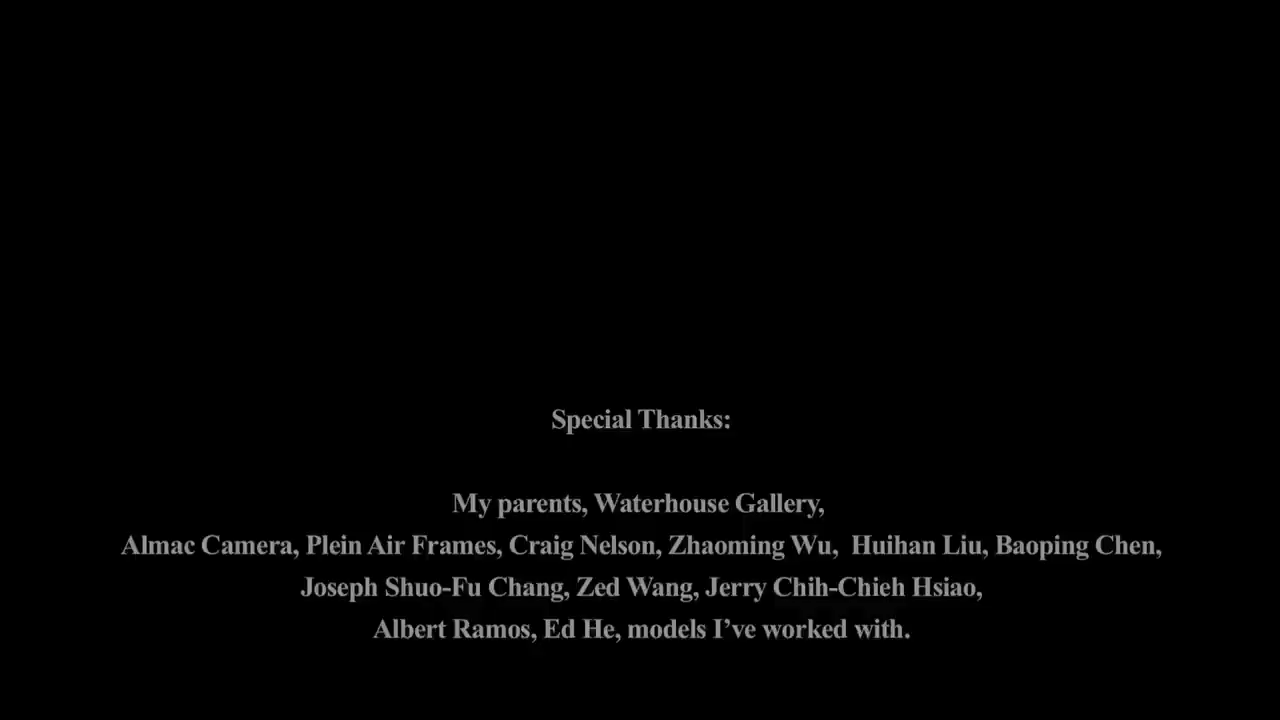 Special Thanks:
My parents, Waterhouse Gallery,
Almac Camera, Plein Air Frames, Craig Nelson, Zhaoming Wu,  Huihan Liu, Baoping Chen,
Joseph Shuo-Fu Chang, Zed Wang, Jerry Chih-Chieh Hsiao,
Albert Ramos, Ed He, models I’ve worked with.